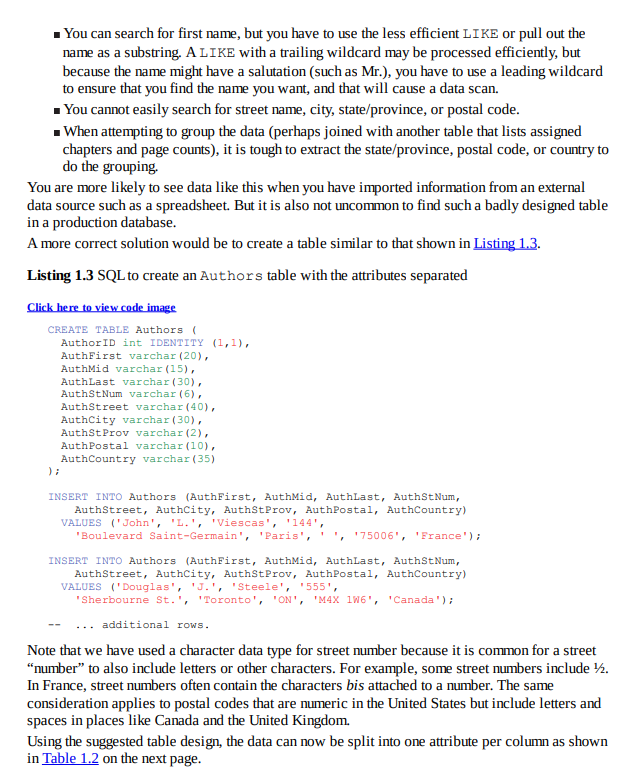 ▪ You can search for first name, but you have to use the less efficient LIKE or pull out the
name as a substring. A LIKE with a trailing wildcard may be processed efficiently, but
because the name might have a salutation (such as Mr.), you have to use a leading wildcard
to ensure that you find the name you want, and that will cause a data scan.
▪ You cannot easily search for street name, city, state/province, or postal code.
▪ When attempting to group the data (perhaps joined with another table that lists assigned
chapters and page counts), it is tough to extract the state/province, postal code, or country to
do the grouping.
You are more likely to see data like this when you have imported information from an external
data source such as a spreadsheet. But it is also not uncommon to find such a badly designed table
in a production database.
A more correct solution would be to create a table similar to that shown in Listing 1.3.
Listing 1.3 SQL to create an Authors table with the attributes separated
Click here to view code image
CREATE TABLE Authors (
AuthorID int IDENTITY (1,1),
AuthFirst varchar(20),
AuthMid varchar(15),
AuthLast varchar(30),
AuthStNum varchar(6),
AuthStreet varchar(40),
AuthCity varchar(30),
AuthStProv varchar(2),
AuthPostal varchar(10),
AuthCountry varchar(35)
);
INSERT INTO Authors (AuthFirst, AuthMid, AuthLast, AuthStNum,
AuthStreet, AuthCity, AuthStProv, AuthPostal, AuthCountry)
VALUES ('John', 'L.', 'Viescas', '144',
'Boulevard Saint-Germain', 'Paris', ' ', '75006', 'France');
INSERT INTO Authors (AuthFirst, AuthMid, AuthLast, AuthStNum,
AuthStreet, AuthCity, AuthStProv, AuthPostal, AuthCountry)
VALUES ('Douglas', 'J.', 'Steele', '555',
'Sherbourne St.', 'Toronto', 'ON', 'M4X 1W6', 'Canada');
-- ... additional rows.
Note that we have used a character data type for street number because it is common for a street
“number” to also include letters or other characters. For example, some street numbers include ½.
In France, street numbers often contain the characters bis attached to a number. The same
consideration applies to postal codes that are numeric in the United States but include letters and
spaces in places like Canada and the United Kingdom.
Using the suggested table design, the data can now be split into one attribute per column as shown
in Table 1.2 on the next page.